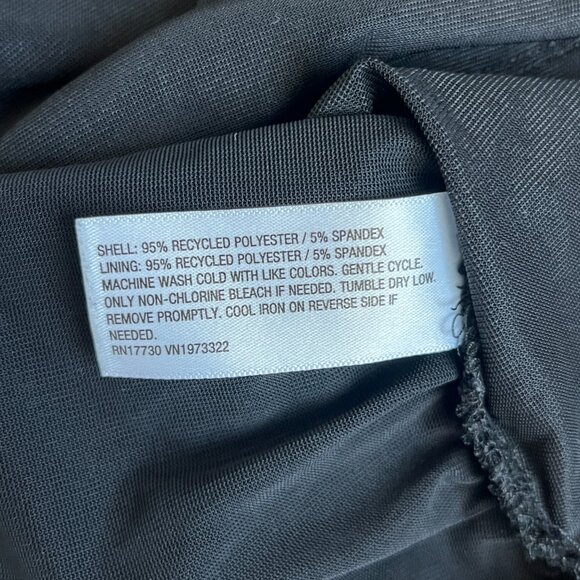 SHELL: 95% RECYCLED POLYESTER / 5% SPANDEX
LINING: 95% RECYCLED POLYESTER / 5% SPANDEX
MACHINE WASH COLD WITH LIKE COLORS. GENTLE CYCLE.
ONLY NON-CHLORINE BLEACH IF NEEDED. TUMBLE DRY LOW.
REMOVE PROMPTLY. COOL IRON ON REVERSE SIDE IF
NEEDED.
RN17730 VN1973322